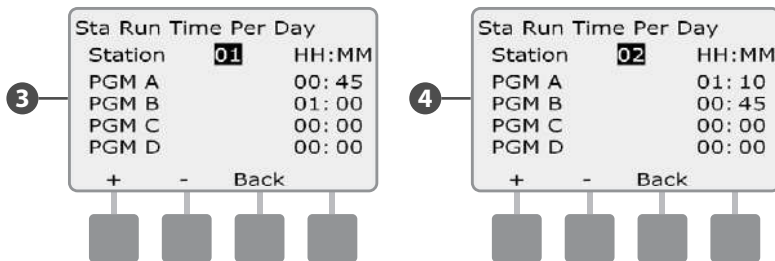 3
Sta Run Time Per Day
Station 01 HH:MM
PGM A 00:45
PGM B 01:00
PGM C 00:00
PGM D 00:00
+ - Back
4
Sta Run Time Per Day
Station 02 HH:MM
PGM A 01:10
PGM B 00:45
PGM C 00:00
PGM D 00:00
+ - Back